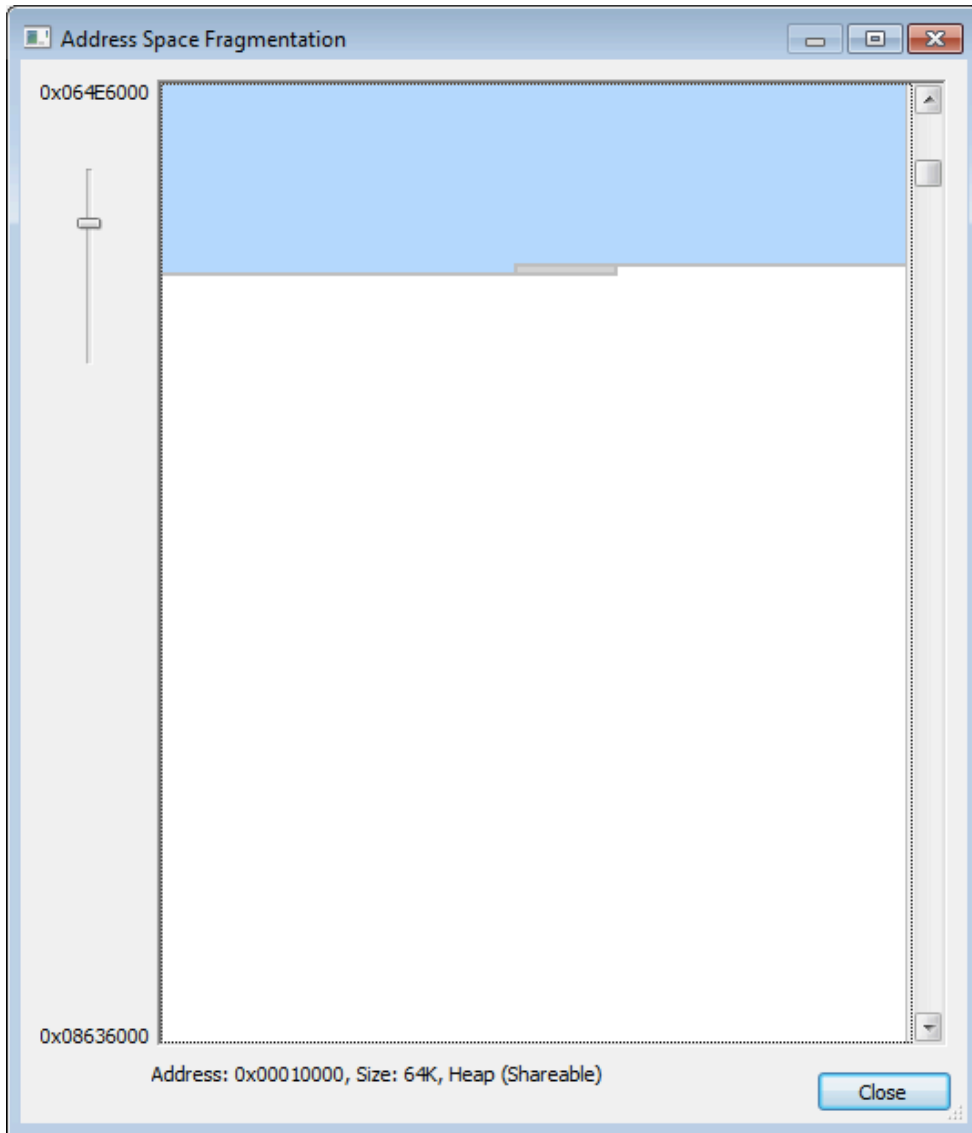 Address Space Fragmentation
0x064E6000
0x08636000
Address: 0x00010000, Size: 64K, Heap (Shareable)
Close